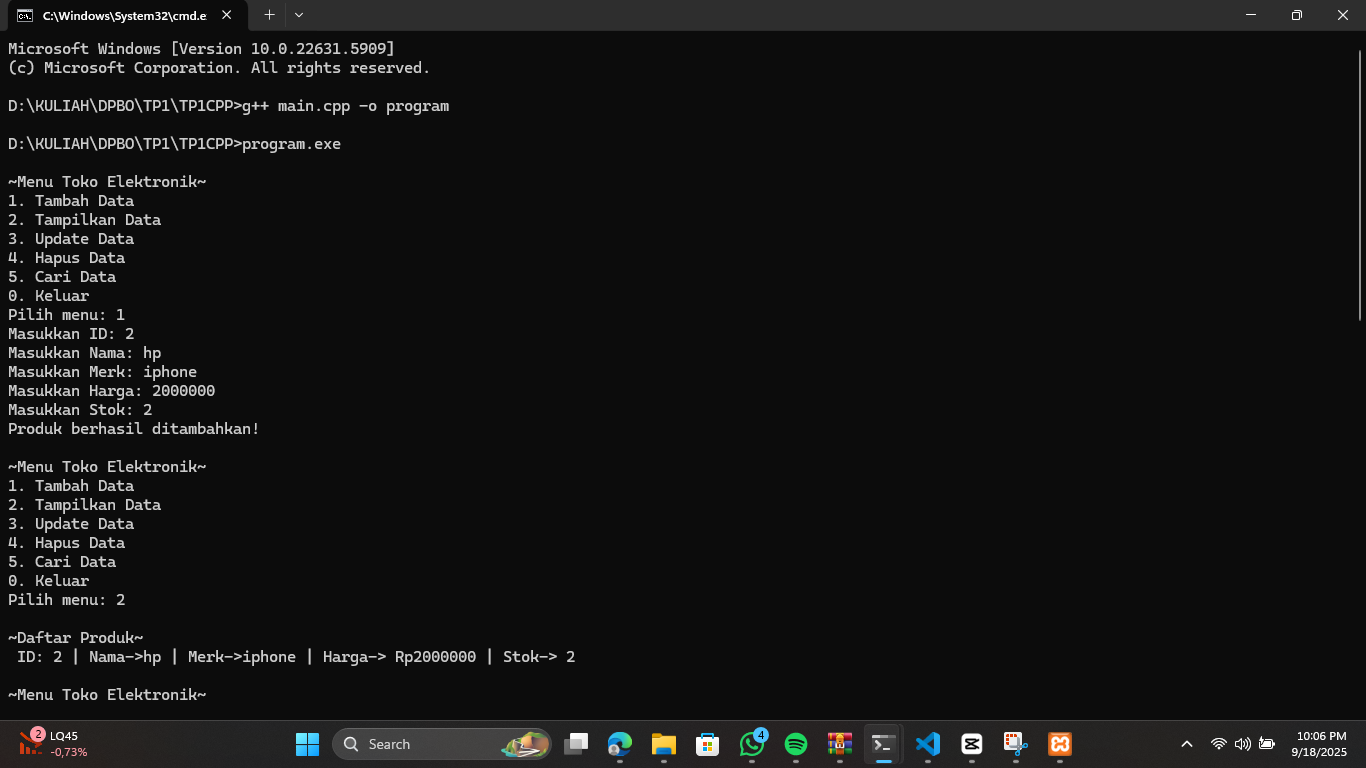 C:\Windows\System32\cmd.e
Microsoft Windows [Version 10.0.22631.5909]
(c) Microsoft Corporation. All rights reserved.
D:\KULIAH\DPBO\TP1\TP1CPP>g++ main.cpp -o program
D:\KULIAH\DPBO\TP1\TP1CPP>program.exe
~Menu Toko Elektronik~
1. Tambah Data
2. Tampilkan Data
3. Update Data
4. Hapus Data
5. Cari Data
0. Keluar
Pilih menu: 1
Masukkan ID: 2
Masukkan Nama: hp
Masukkan Merk: iphone
Masukkan Harga: 2000000
Masukkan Stok: 2
Produk berhasil ditambahkan!
~Menu Toko Elektronik~
1. Tambah Data
2. Tampilkan Data
3. Update Data
4. Hapus Data
5. Cari Data
0. Keluar
Pilih menu: 2
~Daftar Produk~
ID: 2 | Nama->hp | Merk->iphone | Harga-> Rp2000000 | Stok-> 2
~Menu Toko Elektronik~
2
LQ45
-0,73%
Search
4
10:06 PM
9/18/2025